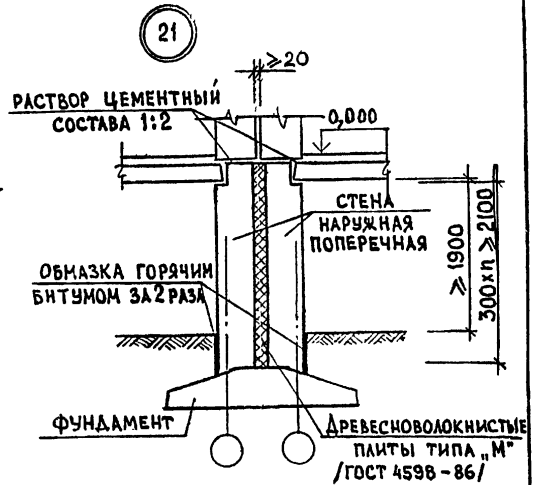 21
≥20
РАСТВОР ЦЕМЕНТНЫЙ
СОСТАВА 1:2
0,000
СТЕНА
НАРУЖНАЯ
ПОПЕРЕЧНАЯ
≥1900
300×n≥2100
ОБМАЗКА ГОРЯЧИМ
БИТУМОМ ЗА 2 РАЗА
ФУНДАМЕНТ
ДРЕВЕСНОВОЛОКНИСТЫЕ
ПЛИТЫ ТИПА „М"
/ГОСТ 4598-86/